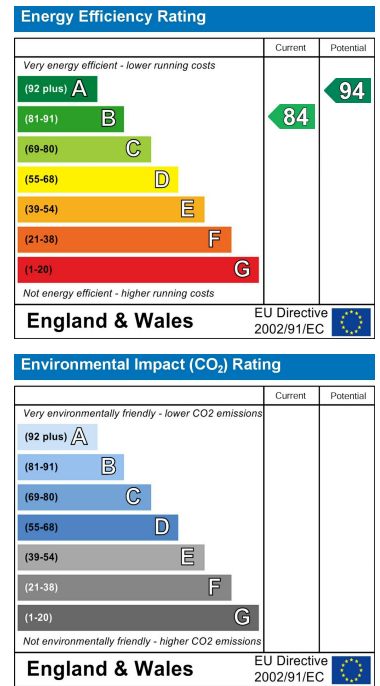 Energy Efficiency Rating
Current Potential
Very energy efficient - lower running costs
(92 plus) A
94
(81-91) B
84
(69-80) C
(55-68) D
(39-54) E
(21-38) F
(1-20) G
Not energy efficient - higher running costs
England & Wales
EU Directive
2002/91/EC
Environmental Impact (CO₂) Rating
Current Potential
Very environmentally friendly - lower CO2 emissions
(92 plus) A
(81-91) B
(69-80) C
(55-68) D
(39-54) E
(21-38) F
(1-20) G
Not environmentally friendly - higher CO2 emissions
England & Wales
EU Directive
2002/91/EC